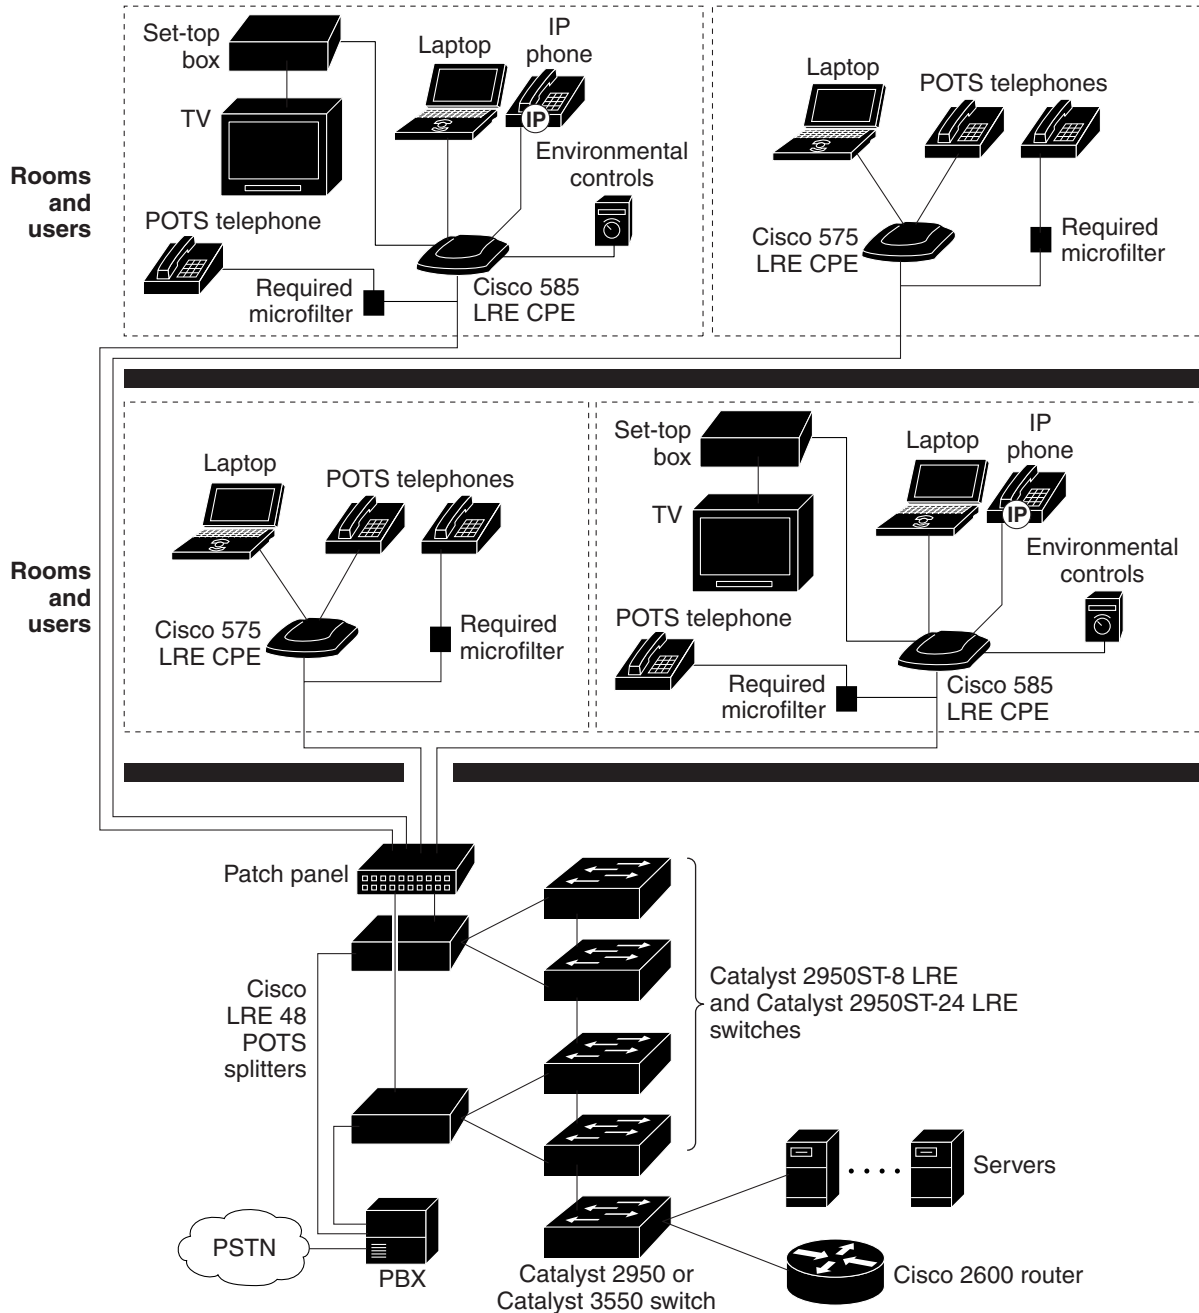 Set-top
box
TV
Laptop
IP
phone
IP
Environmental
controls
POTS telephone
Required
microfilter
Cisco 585
LRE CPE
Laptop
POTS telephones
Cisco 575
LRE CPE
Required
microfilter
Rooms
and
users
Laptop
POTS telephones
Cisco 575
LRE CPE
Required
microfilter
Set-top
box
TV
Laptop
IP
phone
IP
Environmental
controls
POTS telephone
Required
microfilter
Cisco 585
LRE CPE
Rooms
and
users
Patch panel
Cisco
LRE 48
POTS
splitters
Catalyst 2950ST-8 LRE
and Catalyst 2950ST-24 LRE
switches
Servers
PSTN
PBX
Catalyst 2950 or
Catalyst 3550 switch
Cisco 2600 router